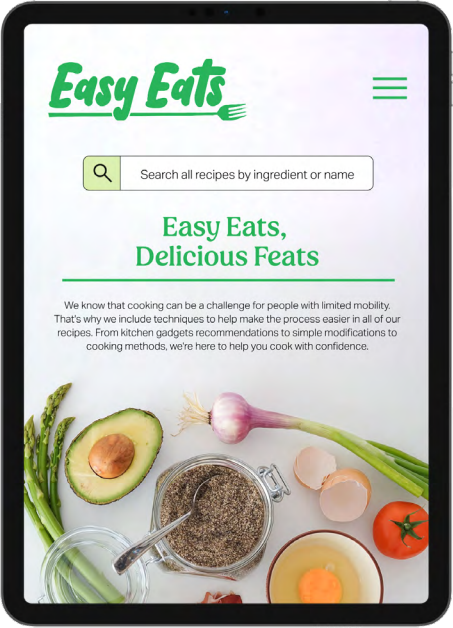 Easy Eats
Search all recipes by ingredient or name
Easy Eats,
Delicious Feats
We know that cooking can be a challenge for people with limited mobility.
That's why we include techniques to help make the process easier in all of our
recipes. From kitchen gadgets recommendations to simple modifications to
cooking methods, we're here to help you cook with confidence.